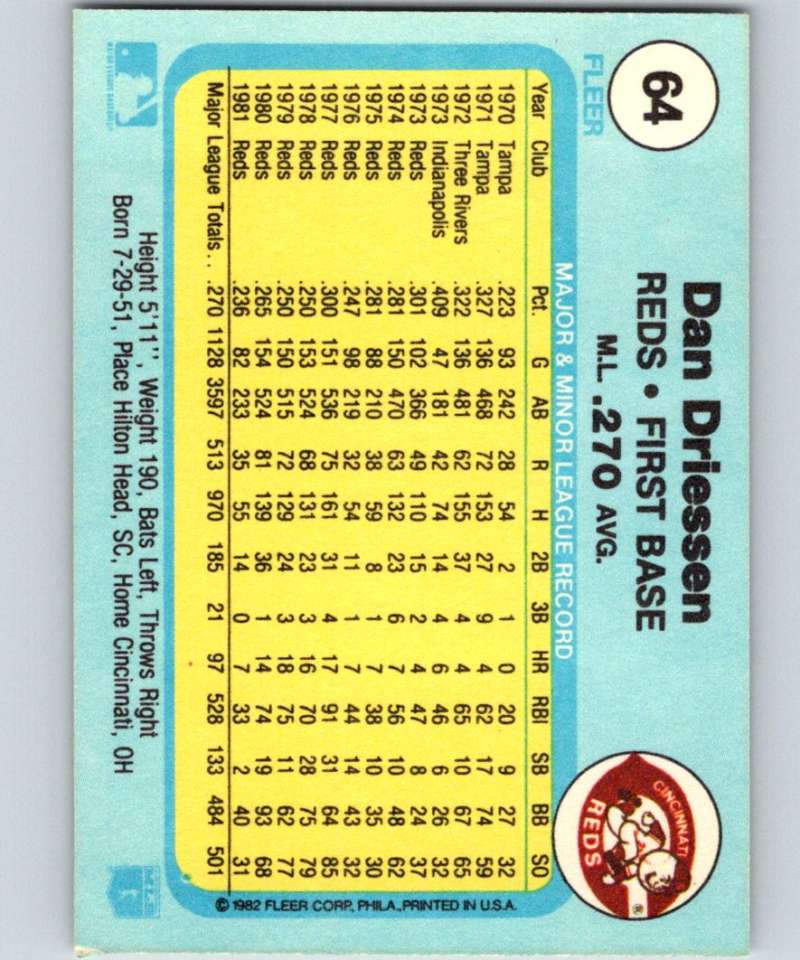 64
FLEER
Dan Driessen
REDS • FIRST BASE
M.L. .270 AVG.
CINCINNATI
REDS
®
MAJOR & MINOR LEAGUE RECORD
Year Club Pct. G AB R H 2B 3B HR RBI SB BB SO
1970 Tampa .223 93 242 28 54 2 1 0 20 9 27 32
1971 Tampa .327 136 468 72 153 27 9 4 62 17 74 59
1972 Three Rivers .322 136 481 62 155 37 4 4 65 10 67 65
1973 Indianapolis .409 47 181 42 74 14 4 6 46 6 26 32
1973 Reds .301 102 366 49 110 15 2 4 47 8 24 37
1974 Reds .281 150 470 63 132 23 6 7 56 10 48 62
1975 Reds .281 88 210 38 59 8 1 7 38 10 35 30
1976 Reds .247 98 219 32 54 11 1 7 44 14 43 32
1977 Reds .300 151 536 75 161 31 4 17 91 31 64 85
1978 Reds .250 153 524 68 131 23 3 16 70 28 75 79
1979 Reds .250 150 515 72 129 24 3 18 75 11 62 77
1980 Reds .265 154 524 81 139 36 1 14 74 19 93 68
1981 Reds .236 82 233 35 55 14 0 7 33 2 40 31
Major League Totals . . .270 1128 3597 513 970 185 21 97 528 133 484 501
© 1982 FLEER CORP., PHILA., PRINTED IN U.S.A.
Height 5'11", Weight 190, Bats Left, Throws Right
Born 7-29-51, Place Hilton Head, SC, Home Cincinnati, OH